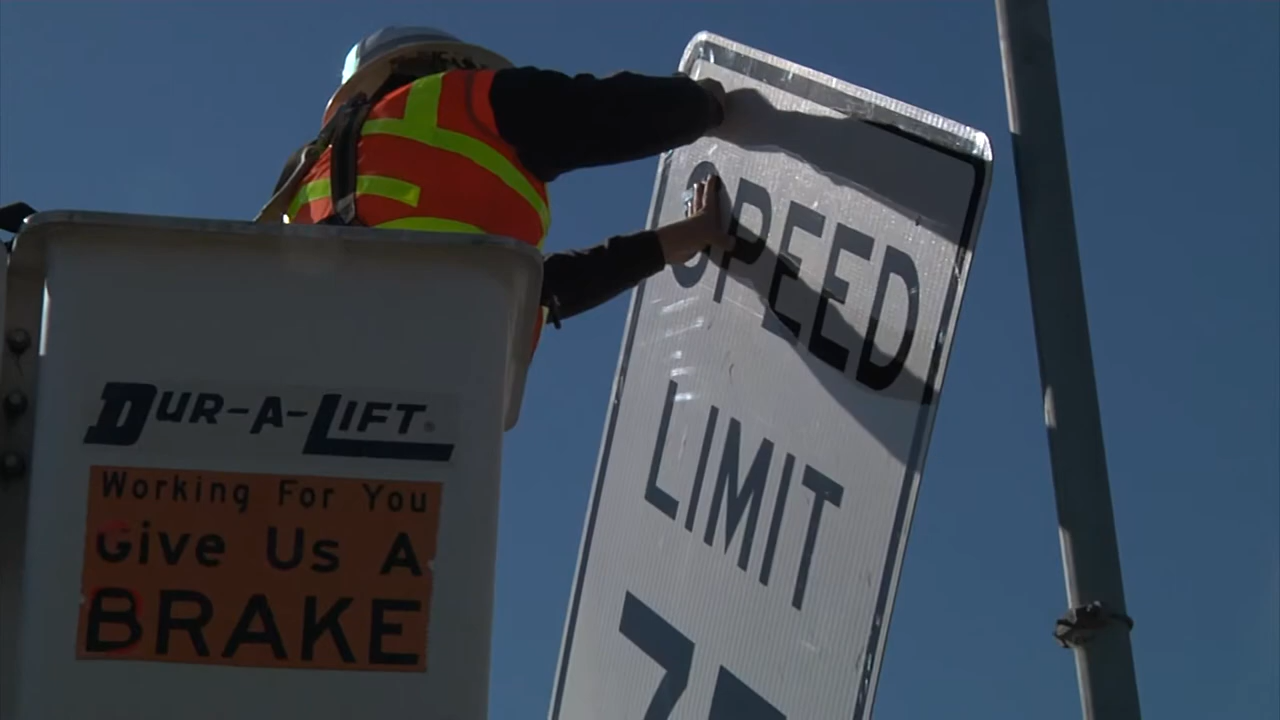 DUR-A-LIFT®
Working For You
Give Us A
BRAKE
SPEED
LIMIT